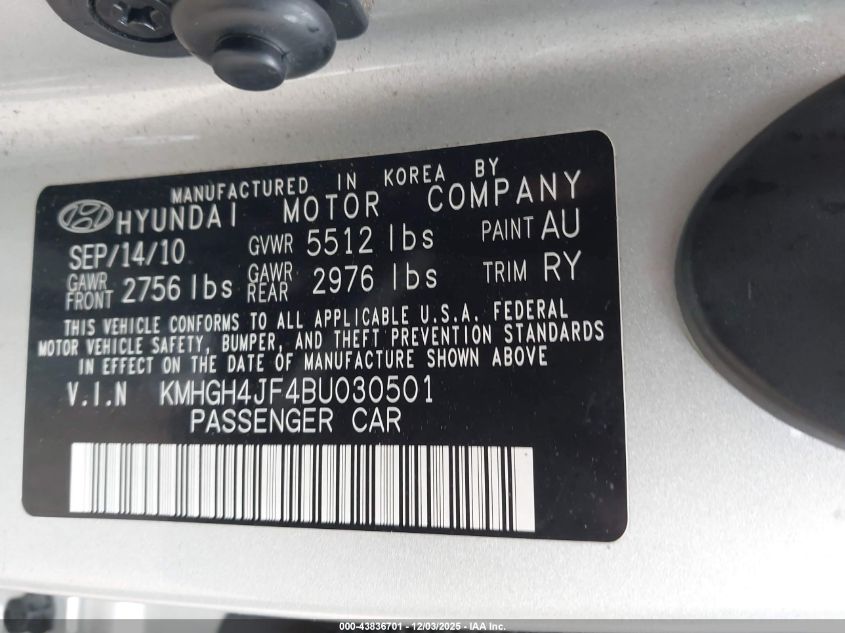 MANUFACTURED IN KOREA BY
HYUNDAI MOTOR COMPANY
SEP/14/10 GVWR 5512 lbs PAINT AU
GAWR FRONT 2756 lbs GAWR REAR 2976 lbs TRIM RY
THIS VEHICLE CONFORMS TO ALL APPLICABLE U.S.A. FEDERAL
MOTOR VEHICLE SAFETY, BUMPER, AND THEFT PREVENTION STANDARDS
IN EFFECT ON THE DATE OF MANUFACTURE SHOWN ABOVE
V.I.N KMHGH4JF4BU030501
PASSENGER CAR
000-43836701 - 12/03/2025 - IAA Inc.